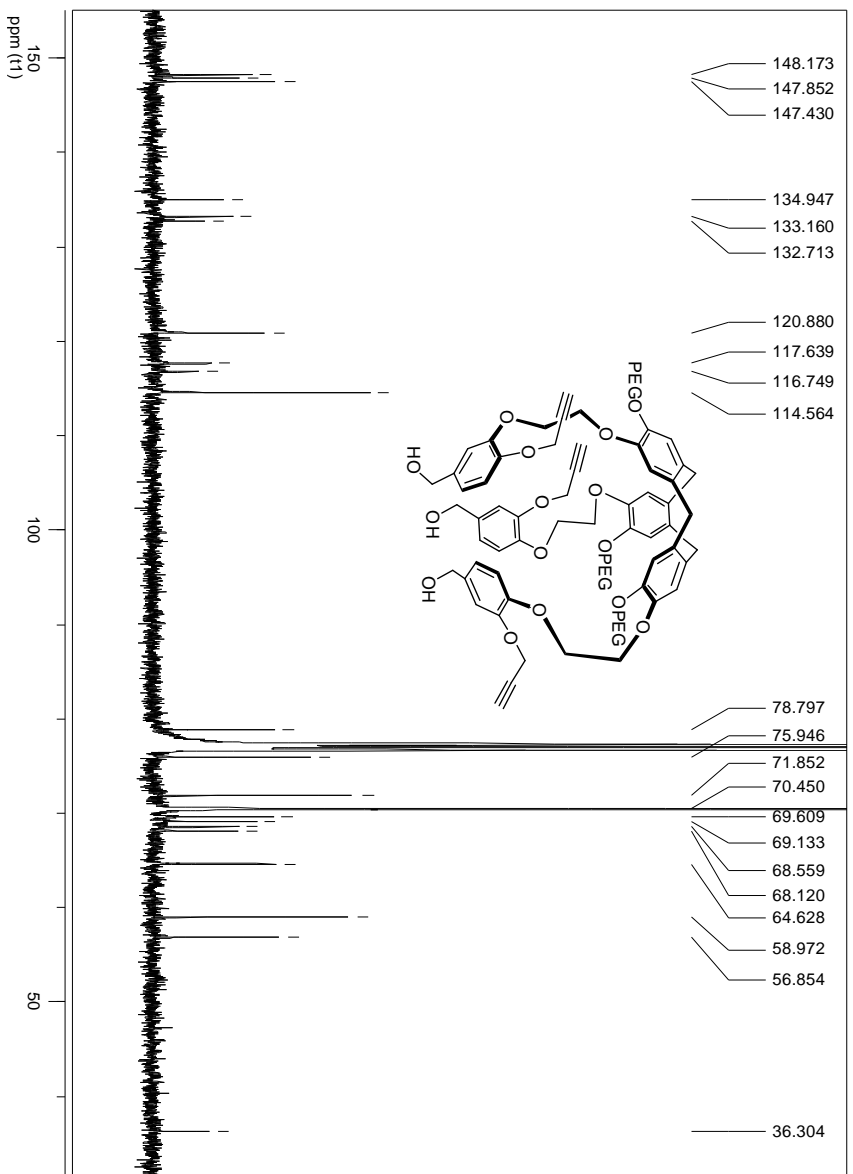 148.173
147.852
147.430
134.947
133.160
132.713
120.880
117.639
116.749
114.564
78.797
75.946
71.852
70.450
69.609
69.133
68.559
68.120
64.628
58.972
56.854
36.304
PEGO
O
O
O
HO
O
O
O
OH
OPEG
OPEG
O
O
O
OH
150
100
50
ppm (t1)